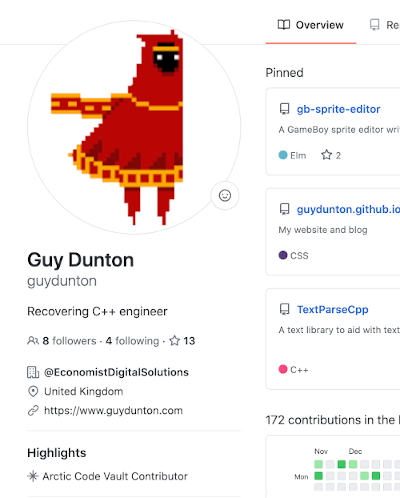 Overview
Re
Pinned
gb-sprite-editor
A GameBoy sprite editor wri
Elm 2
guydunton.github.io
My website and blog
CSS
TextParseCpp
A text library to aid with text
C++
172 contributions in the l
Nov Dec
Mon
Guy Dunton
guydunton
Recovering C++ engineer
8 followers · 4 following · 13
@EconomistDigitalSolutions
United Kingdom
https://www.guydunton.com
Highlights
Arctic Code Vault Contributor